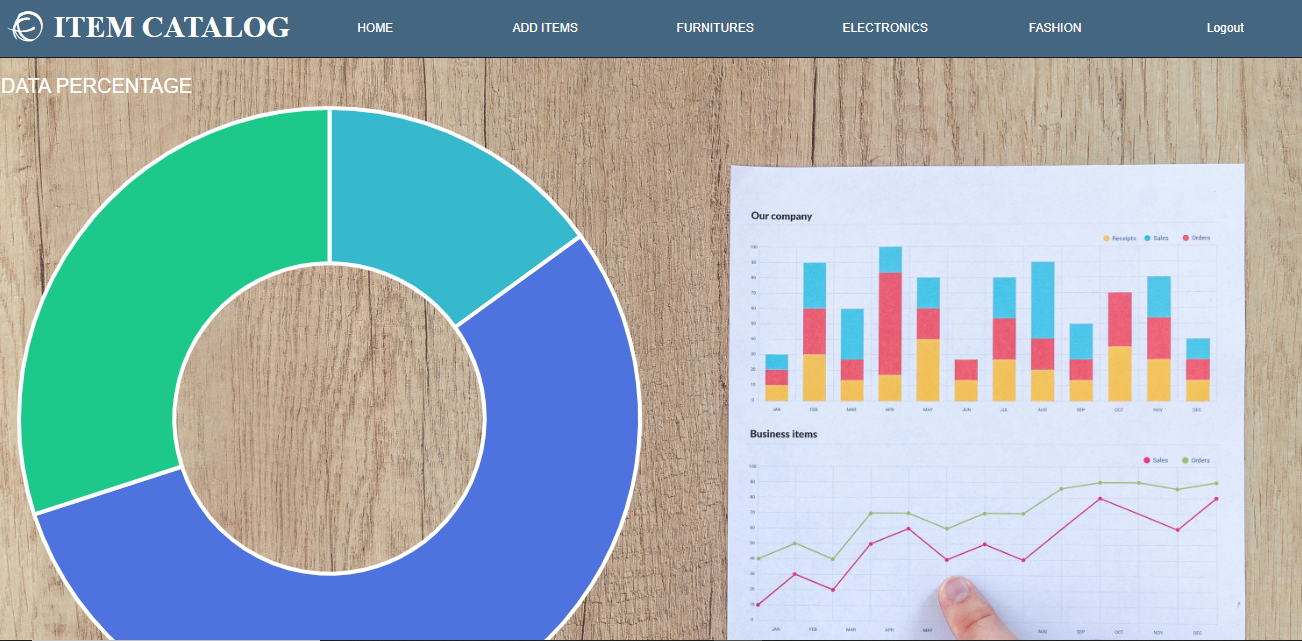 ITEM CATALOG HOME ADD ITEMS FURNITURES ELECTRONICS FASHION Logout
DATA PERCENTAGE
Our company
Receipts Sales Orders
100
90
80
70
60
50
40
30
20
10
0
JAN FEB MAR APR MAY JUN JUL AUG SEP OCT NOV DEC
Business items
Sales Orders
100
90
80
70
60
50
40
30
20
10
0
JAN FEB MAR APR MAY AUG SEP OCT NOV DEC